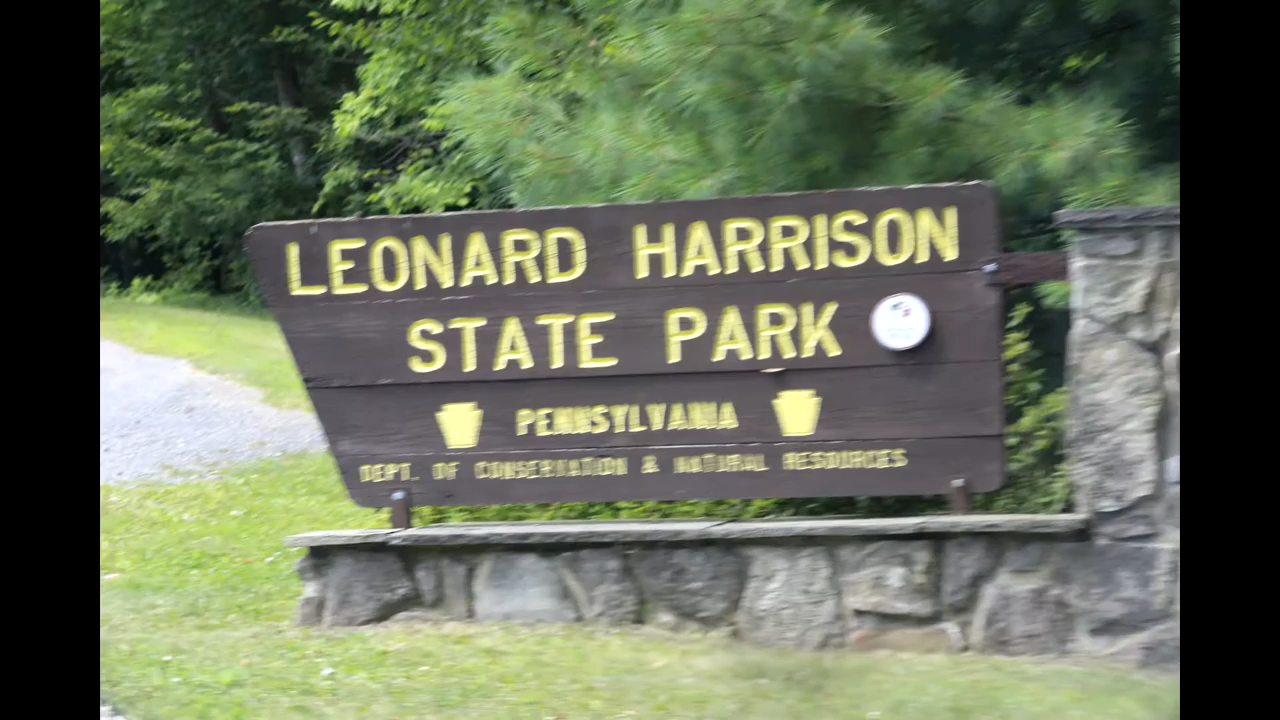 LEONARD HARRISON
STATE PARK
PENNSYLVANIA
DEPT. OF CONSERVATION & NATURAL RESOURCES